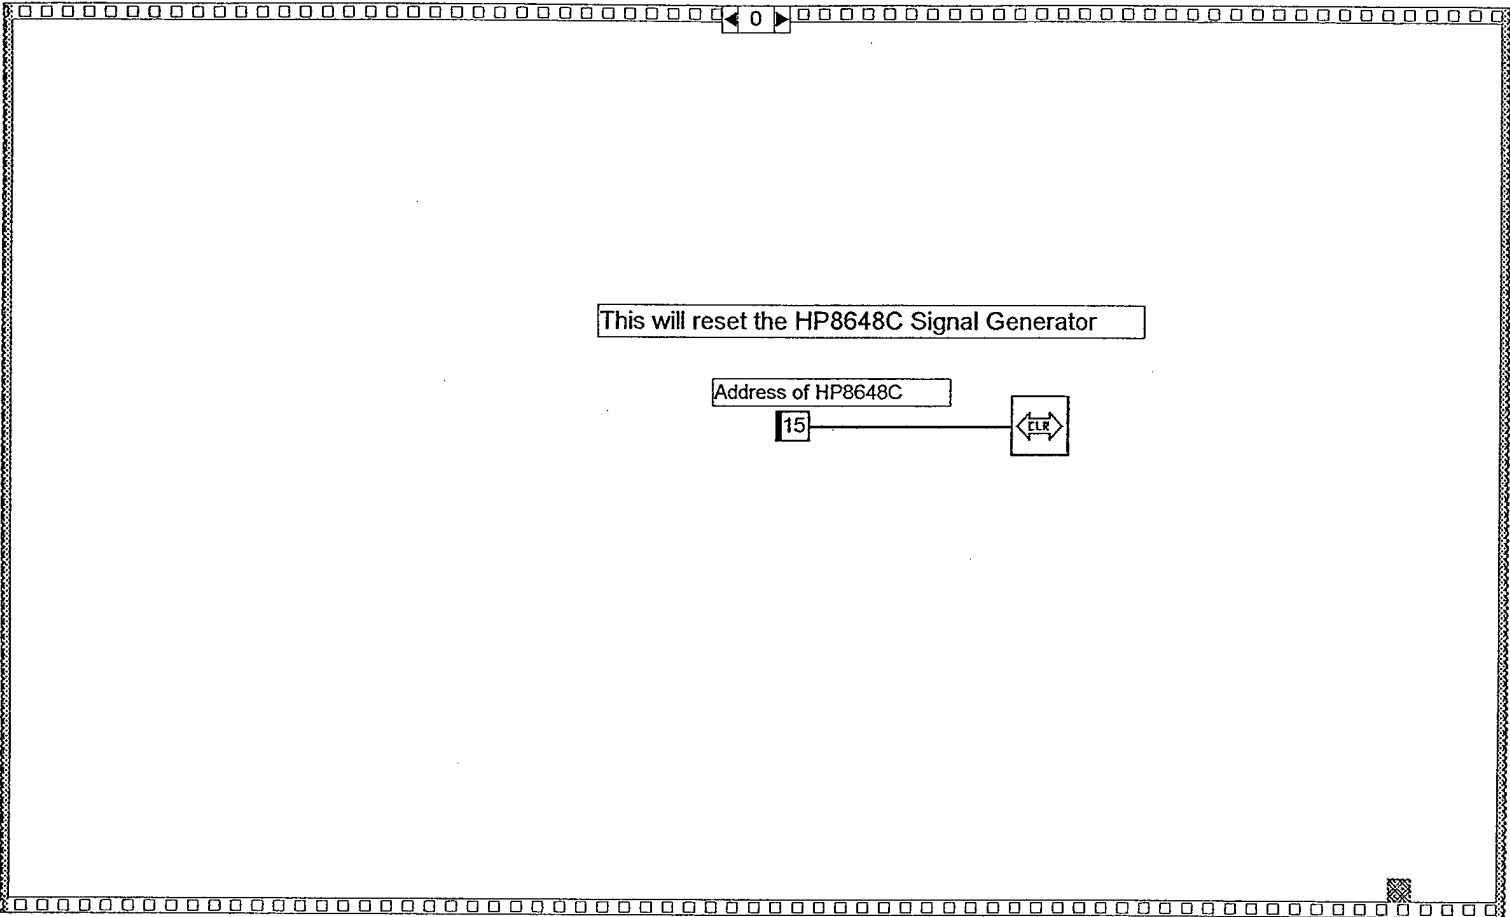 0
This will reset the HP8648C Signal Generator
Address of HP8648C
15
CLR